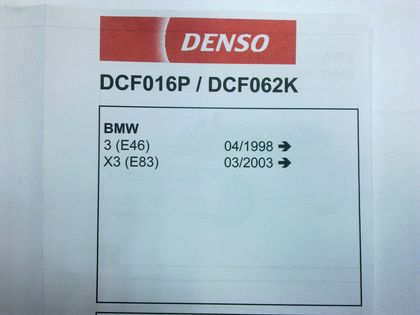 DENSO
DCF016P / DCF062K
BMW
3 (E46) 04/1998 ➔
X3 (E83) 03/2003 ➔